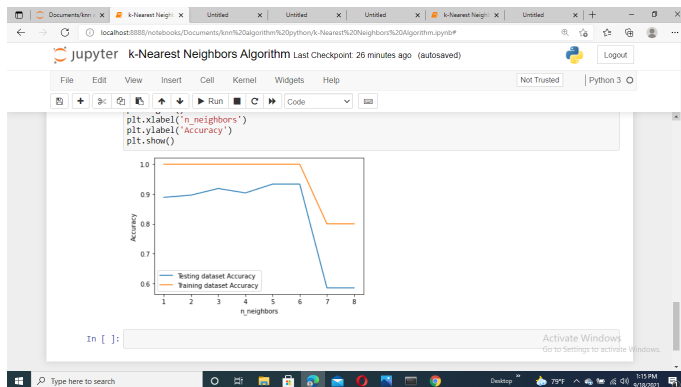 Documents/knn
k-Nearest Neight
Untitled
Untitled
Untitled
k-Nearest Neight
Untitled
localhost:8888/notebooks/Documents/knn%20algorithm%20python/k-Nearest%20Neighbors%20Algorithm.ipynb#
jupyter k-Nearest Neighbors Algorithm Last Checkpoint: 26 minutes ago (autosaved)
Logout
File Edit View Insert Cell Kernel Widgets Help
Not Trusted
Python 3
Run
Code
plt.xlabel('n_neighbors')
plt.ylabel('Accuracy')
plt.show()
1.0
0.9
0.8
0.7
0.6
Accuracy
Testing dataset Accuracy
Training dataset Accuracy
1 2 3 4 5 6 7 8
n_neighbors
In [ ]:
Activate Windows
Go to Settings to activate Windows.
Type here to search
Desktop
79°F
1:15 PM
9/18/2021